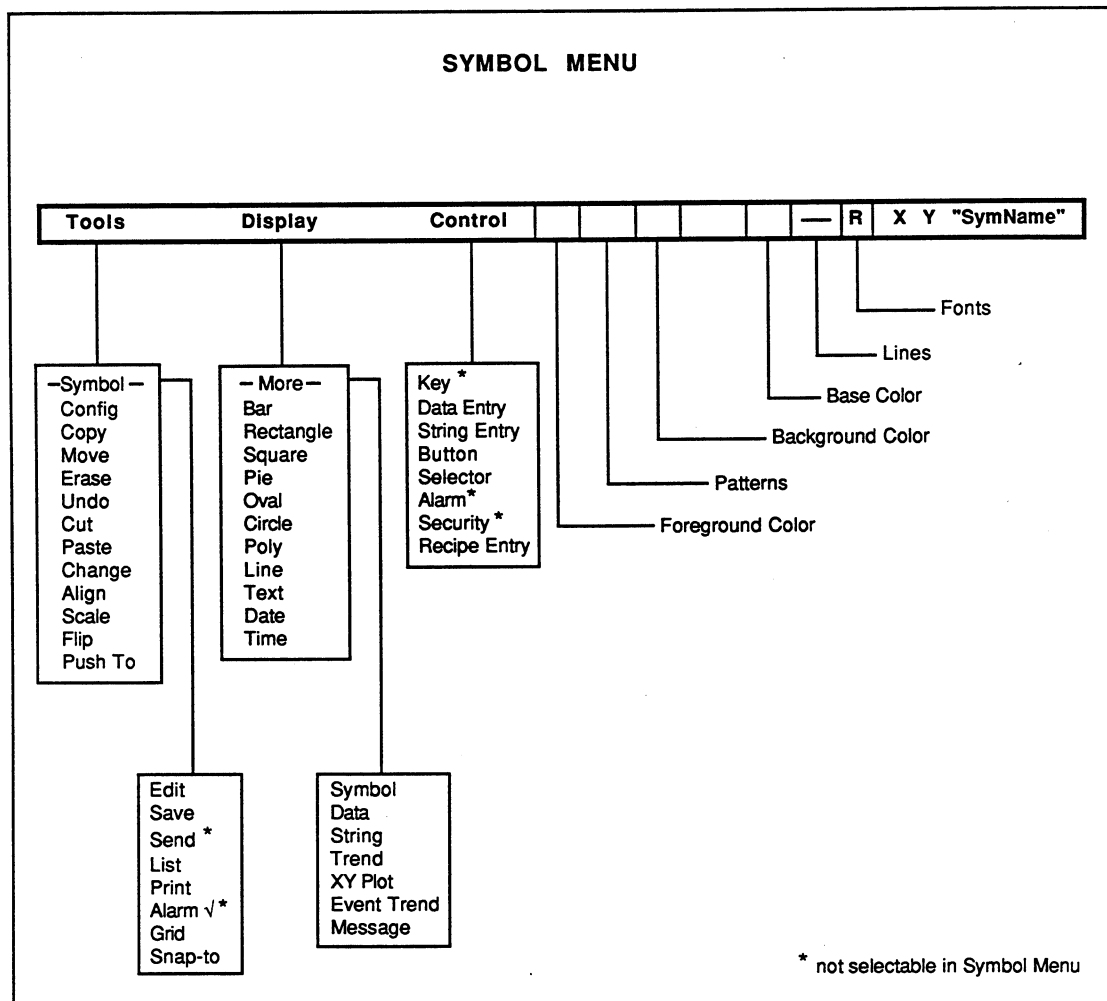 SYMBOL MENU
Tools Display Control — R X Y "SymName"
Fonts
Lines
Base Color
Background Color
Patterns
Foreground Color
–Symbol–
Config
Copy
Move
Erase
Undo
Cut
Paste
Change
Align
Scale
Flip
Push To
– More –
Bar
Rectangle
Square
Pie
Oval
Circle
Poly
Line
Text
Date
Time
Key *
Data Entry
String Entry
Button
Selector
Alarm*
Security *
Recipe Entry
Edit
Save
Send *
List
Print
Alarm √ *
Grid
Snap-to
Symbol
Data
String
Trend
XY Plot
Event Trend
Message
* not selectable in Symbol Menu